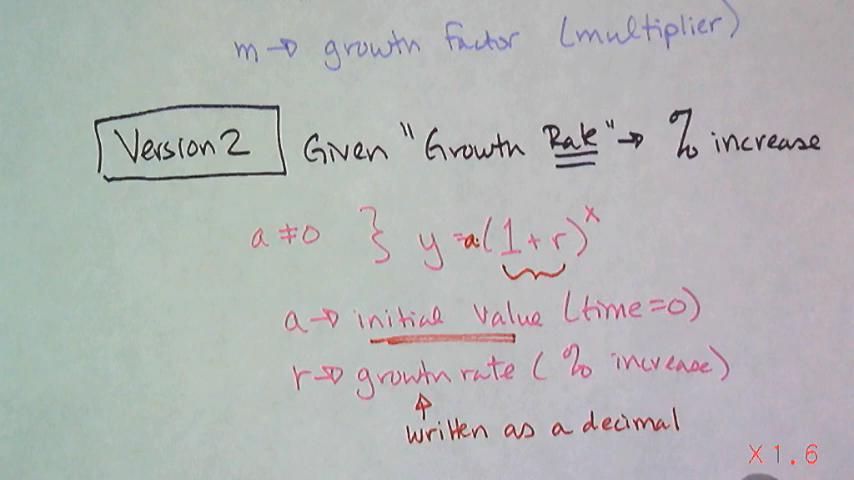 m → growth factor (multiplier)
Version 2 Given "Growth Rate" → % increase
a ≠ 0 } y = a(1 + r)^x
a → initial value (time = 0)
r → growth rate (% increase)
↑
written as a decimal
X1.6